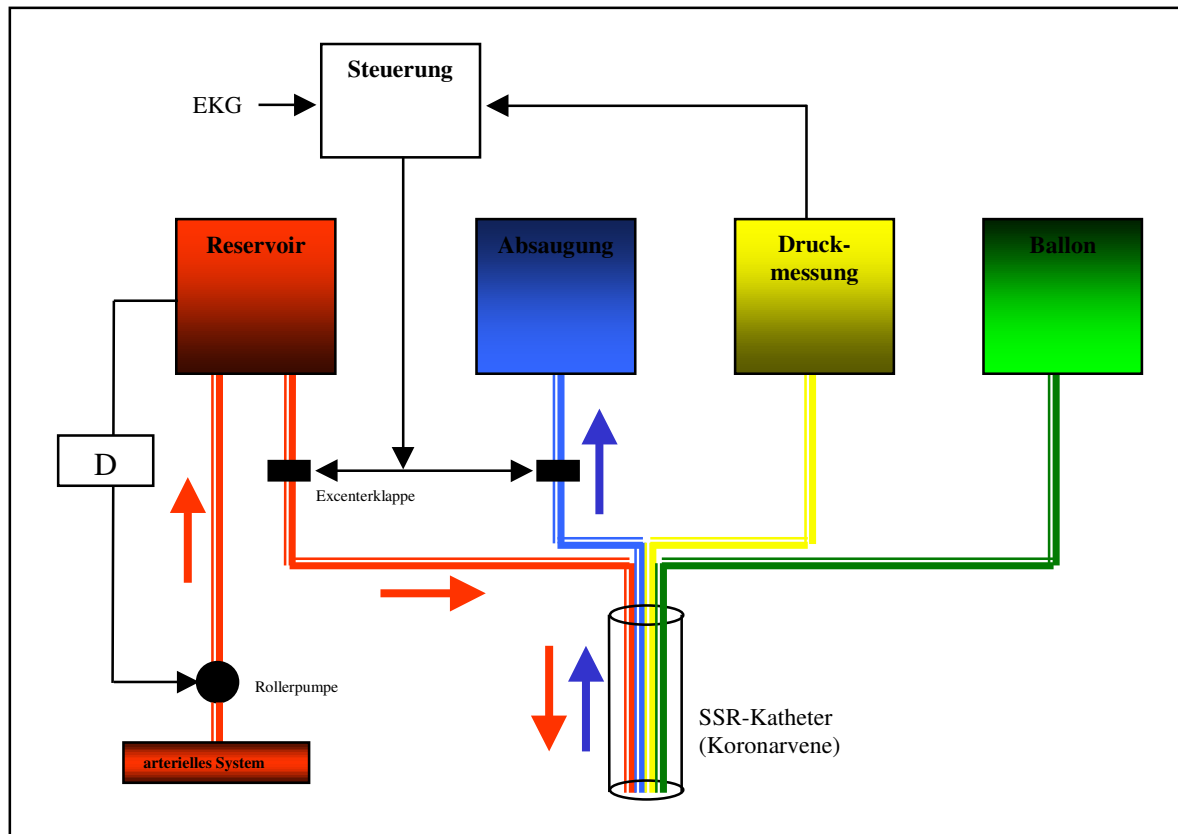 Steuerung
EKG
Reservoir
Absaugung
Druck-
messung
Ballon
D
Excenterklappe
Rollerpumpe
SSR-Katheter
(Koronarvene)
arterielles System